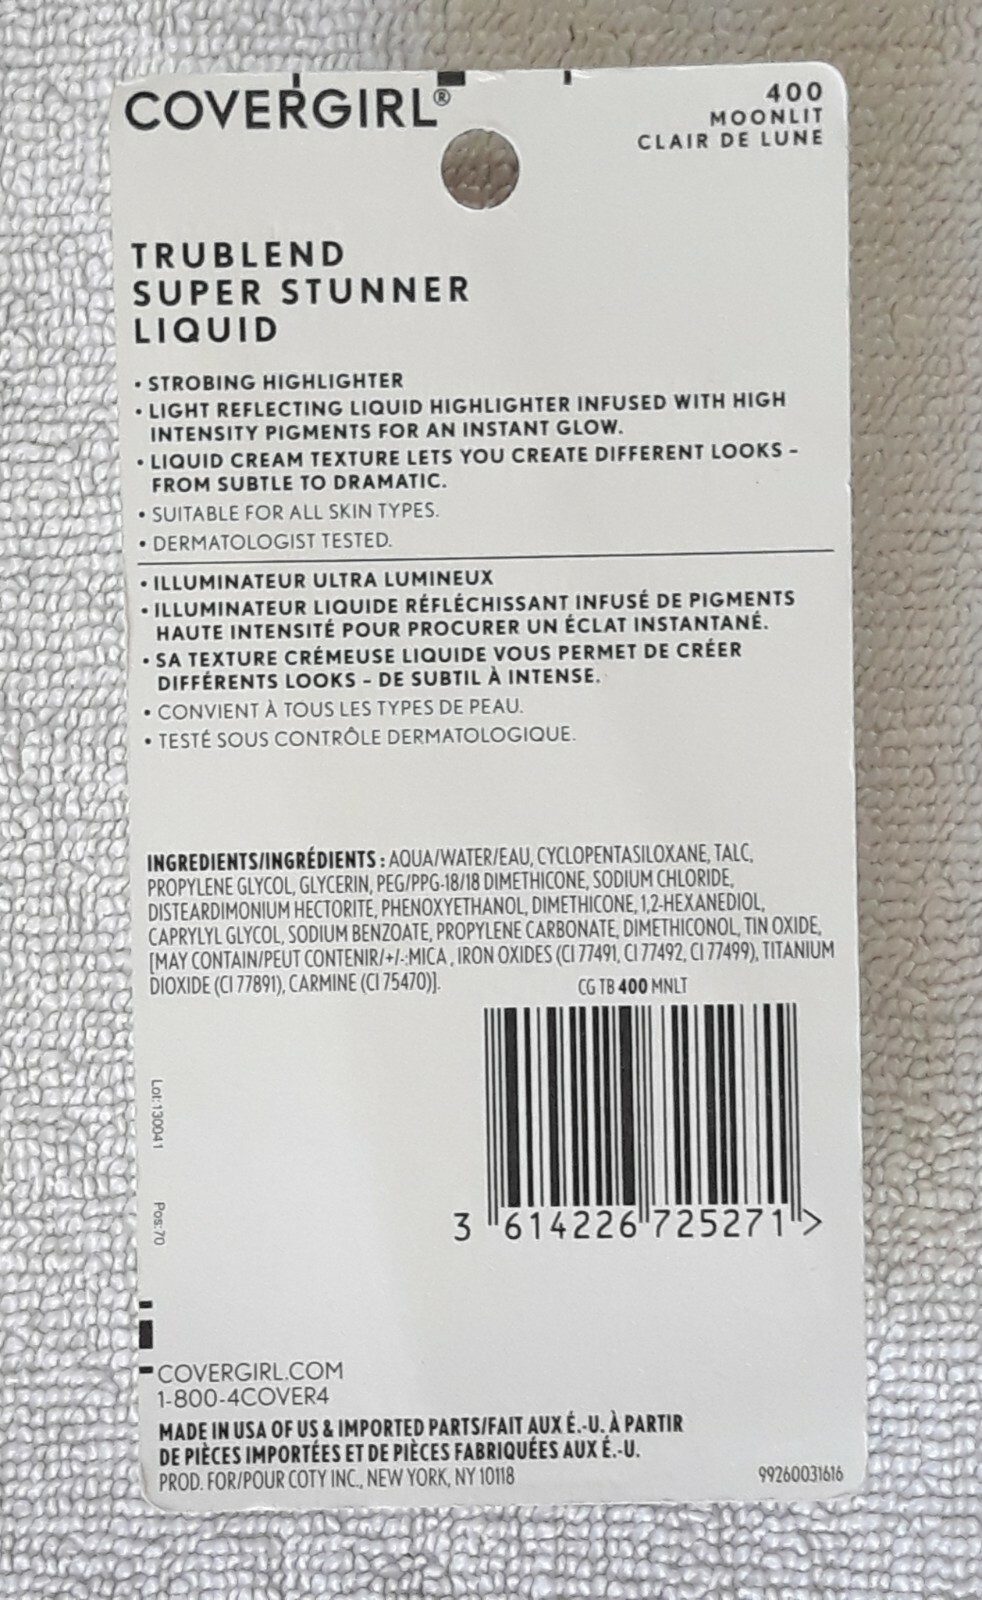 COVERGIRL®
400
MOONLIT
CLAIR DE LUNE
TRUBLEND
SUPER STUNNER
LIQUID
• STROBING HIGHLIGHTER
• LIGHT REFLECTING LIQUID HIGHLIGHTER INFUSED WITH HIGH
INTENSITY PIGMENTS FOR AN INSTANT GLOW.
• LIQUID CREAM TEXTURE LETS YOU CREATE DIFFERENT LOOKS –
FROM SUBTLE TO DRAMATIC.
• SUITABLE FOR ALL SKIN TYPES.
• DERMATOLOGIST TESTED.
• ILLUMINATEUR ULTRA LUMINEUX
• ILLUMINATEUR LIQUIDE RÉFLÉCHISSANT INFUSÉ DE PIGMENTS
HAUTE INTENSITÉ POUR PROCURER UN ÉCLAT INSTANTANÉ.
• SA TEXTURE CRÉMEUSE LIQUIDE VOUS PERMET DE CRÉER
DIFFÉRENTS LOOKS – DE SUBTIL À INTENSE.
• CONVIENT À TOUS LES TYPES DE PEAU.
• TESTÉ SOUS CONTRÔLE DERMATOLOGIQUE.
INGREDIENTS/INGRÉDIENTS : AQUA/WATER/EAU, CYCLOPENTASILOXANE, TALC,
PROPYLENE GLYCOL, GLYCERIN, PEG/PPG-18/18 DIMETHICONE, SODIUM CHLORIDE,
DISTEARDIMONIUM HECTORITE, PHENOXYETHANOL, DIMETHICONE, 1,2-HEXANEDIOL,
CAPRYLYL GLYCOL, SODIUM BENZOATE, PROPYLENE CARBONATE, DIMETHICONOL, TIN OXIDE,
[MAY CONTAIN/PEUT CONTENIR/+/-:MICA , IRON OXIDES (CI 77491, CI 77492, CI 77499), TITANIUM
DIOXIDE (CI 77891), CARMINE (CI 75470)].
CG TB 400 MNLT
Lot:130041 Pos:70
3 614226 725271 >
COVERGIRL.COM
1-800-4COVER4
MADE IN USA OF US & IMPORTED PARTS/FAIT AUX É.-U. À PARTIR
DE PIÈCES IMPORTÉES ET DE PIÈCES FABRIQUÉES AUX É.-U.
PROD. FOR/POUR COTY INC., NEW YORK, NY 10118
99260031616